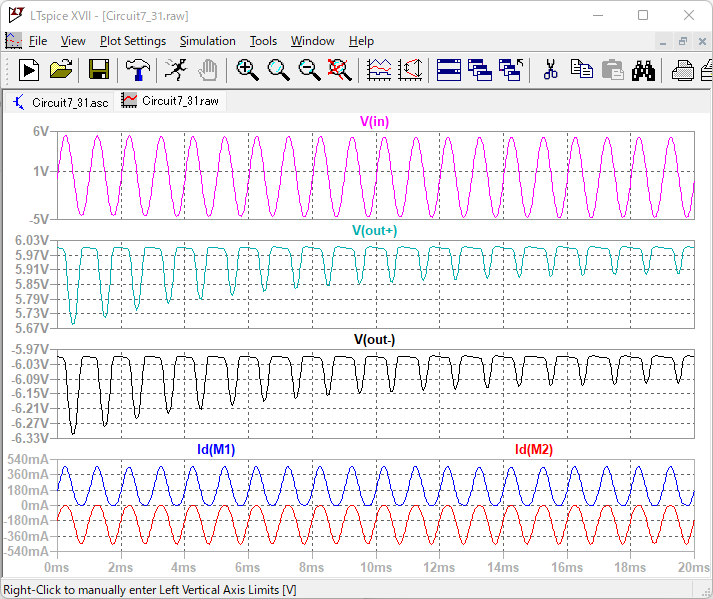 LTspice XVII - [Circuit7_31.raw]
File View Plot Settings Simulation Tools Window Help
Circuit7_31.asc Circuit7_31.raw
V(in)
6V
1V
-5V
V(out+)
6.03V
5.97V
5.91V
5.85V
5.79V
5.73V
5.67V
V(out-)
-5.97V
-6.03V
-6.09V
-6.15V
-6.21V
-6.27V
-6.33V
Id(M1) Id(M2)
540mA
360mA
180mA
0mA
-180mA
-360mA
-540mA
0ms 2ms 4ms 6ms 8ms 10ms 12ms 14ms 16ms 18ms 20ms
Right-Click to manually enter Left Vertical Axis Limits [V]